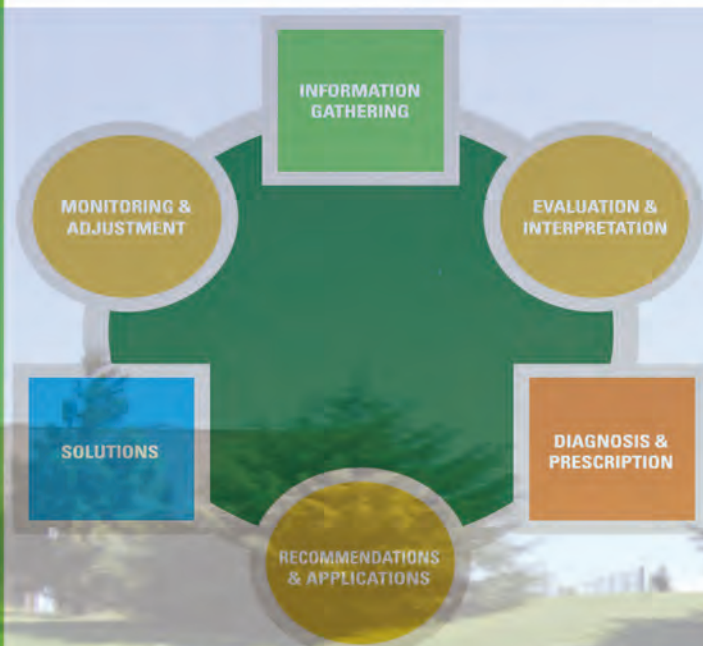 INFORMATION
GATHERING
EVALUATION &
INTERPRETATION
DIAGNOSIS &
PRESCRIPTION
RECOMMENDATIONS
& APPLICATIONS
SOLUTIONS
MONITORING &
ADJUSTMENT